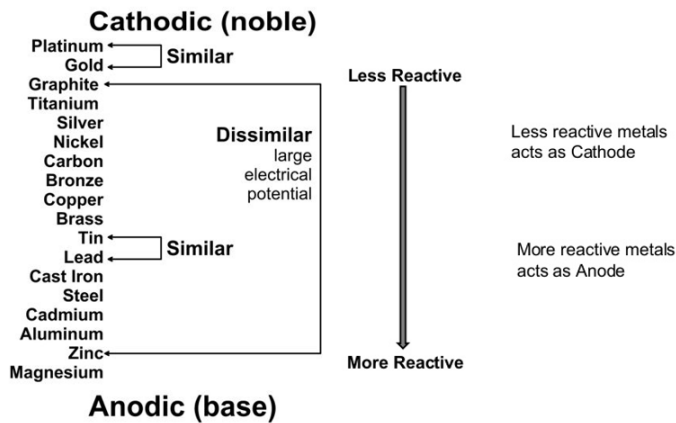 Cathodic (noble)
Platinum
Gold
Similar
Graphite
Titanium
Silver
Nickel
Carbon
Bronze
Copper
Brass
Tin
Lead
Similar
Cast Iron
Steel
Cadmium
Aluminum
Zinc
Magnesium
Anodic (base)
Dissimilar
large
electrical
potential
Less Reactive
More Reactive
Less reactive metals
acts as Cathode
More reactive metals
acts as Anode